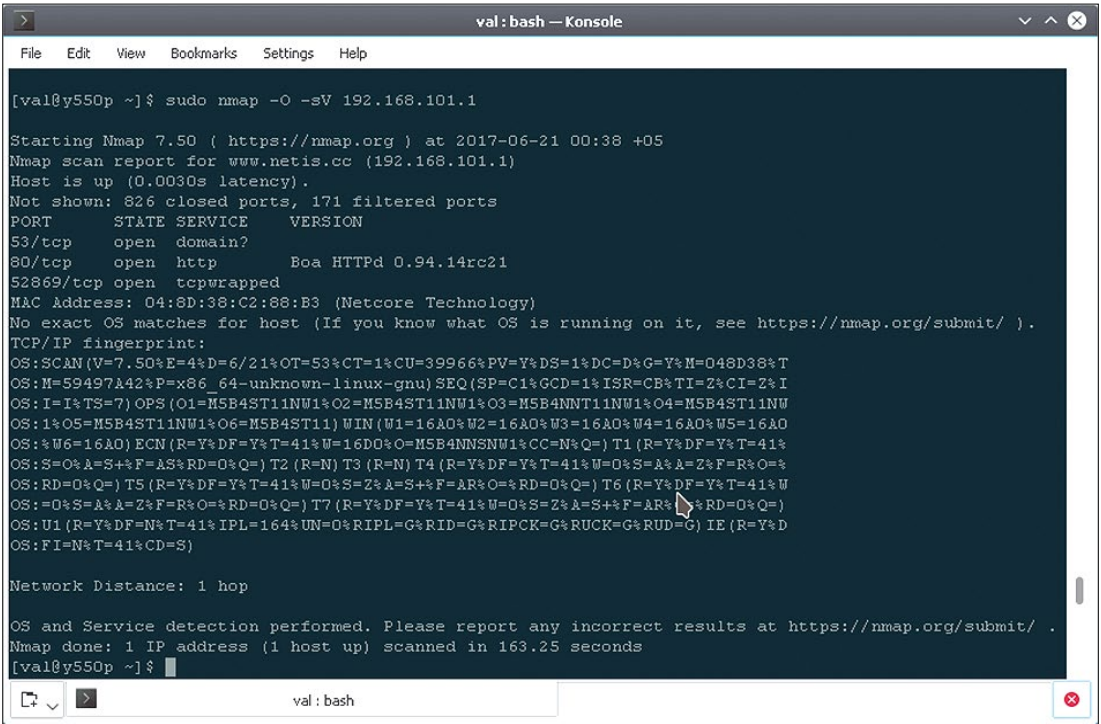 val : bash — Konsole
File Edit View Bookmarks Settings Help
[val@y550p ~]$ sudo nmap -O -sV 192.168.101.1
Starting Nmap 7.50 ( https://nmap.org ) at 2017-06-21 00:38 +05
Nmap scan report for www.netis.cc (192.168.101.1)
Host is up (0.0030s latency).
Not shown: 826 closed ports, 171 filtered ports
PORT STATE SERVICE VERSION
53/tcp open domain?
80/tcp open http Boa HTTPd 0.94.14rc21
52869/tcp open tcpwrapped
MAC Address: 04:8D:38:C2:88:B3 (Netcore Technology)
No exact OS matches for host (If you know what OS is running on it, see https://nmap.org/submit/ ).
TCP/IP fingerprint:
OS:SCAN(V=7.50%E=4%D=6/21%OT=53%CT=1%CU=39966%PV=Y%DS=1%DC=D%G=Y%M=048D38%T
OS:M=59497A42%P=x86_64-unknown-linux-gnu)SEQ(SP=C1%GCD=1%ISR=CB%TI=Z%CI=Z%I
OS:I=I%TS=7)OPS(O1=M5B4ST11NW1%O2=M5B4ST11NW1%O3=M5B4NNT11NW1%O4=M5B4ST11NW
OS:1%O5=M5B4ST11NW1%O6=M5B4ST11)WIN(W1=16A0%W2=16A0%W3=16A0%W4=16A0%W5=16A0
OS:%W6=16A0)ECN(R=Y%DF=Y%T=41%W=16D0%O=M5B4NNSNW1%CC=N%Q=)T1(R=Y%DF=Y%T=41%
OS:S=O%A=S+%F=AS%RD=0%Q=)T2(R=N)T3(R=N)T4(R=Y%DF=Y%T=41%W=0%S=A%A=Z%F=R%O=%
OS:RD=0%Q=)T5(R=Y%DF=Y%T=41%W=0%S=Z%A=S+%F=AR%O=%RD=0%Q=)T6(R=Y%DF=Y%T=41%W
OS:=0%S=A%A=Z%F=R%O=%RD=0%Q=)T7(R=Y%DF=Y%T=41%W=0%S=Z%A=S+%F=AR% %RD=0%Q=)
OS:U1(R=Y%DF=N%T=41%IPL=164%UN=0%RIPL=G%RID=G%RIPCK=G%RUCK=G%RUD=G)IE(R=Y%D
OS:FI=N%T=41%CD=S)
Network Distance: 1 hop
OS and Service detection performed. Please report any incorrect results at https://nmap.org/submit/ .
Nmap done: 1 IP address (1 host up) scanned in 163.25 seconds
[val@y550p ~]$
val : bash